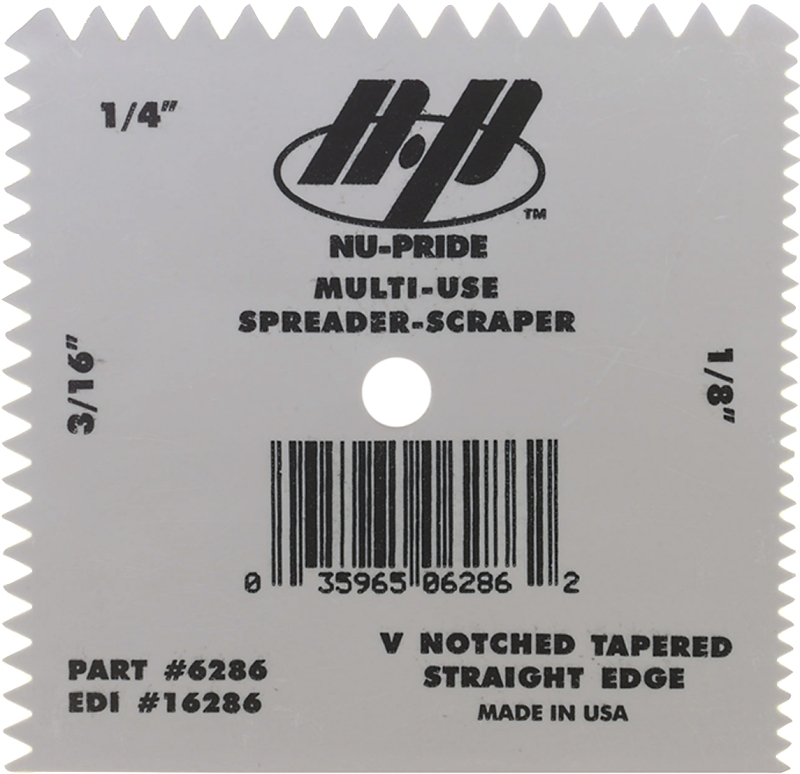 1/4"
N·P
TM
NU-PRIDE
MULTI-USE
SPREADER-SCRAPER
3/16"
1/8"
0 35965 06286 2
V NOTCHED TAPERED
STRAIGHT EDGE
MADE IN USA
PART #6286
EDI #16286